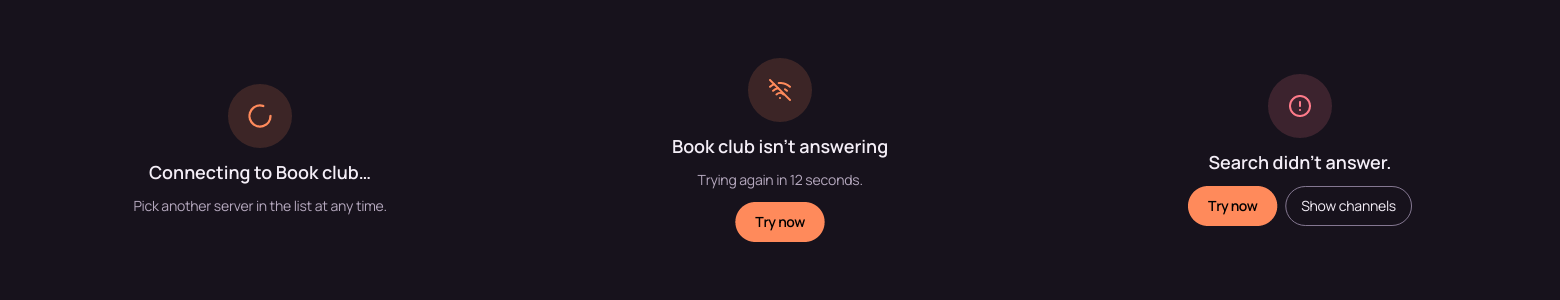 Connecting to Book club…
Pick another server in the list at any time.
Book club isn’t answering
Trying again in 12 seconds.
Try now
Search didn’t answer.
Try now
Show channels